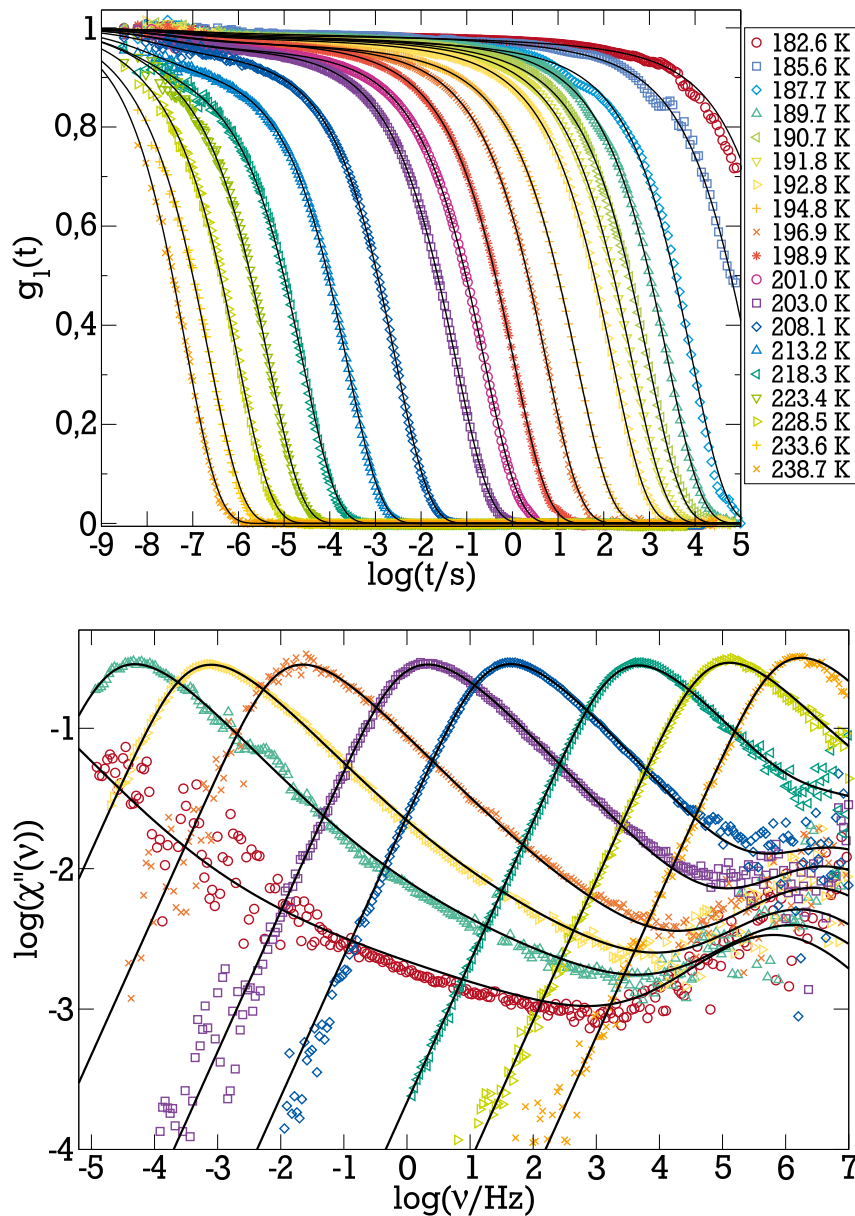 1
0,8
0,6
0,4
0,2
0
g₁(t)
-9 -8 -7 -6 -5 -4 -3 -2 -1 0 1 2 3 4 5
log(t/s)
182.6 K
185.6 K
187.7 K
189.7 K
190.7 K
191.8 K
192.8 K
194.8 K
196.9 K
198.9 K
201.0 K
203.0 K
208.1 K
213.2 K
218.3 K
223.4 K
228.5 K
233.6 K
238.7 K
-1
-2
-3
-4
log(χ''(ν))
-5 -4 -3 -2 -1 0 1 2 3 4 5 6 7
log(ν/Hz)